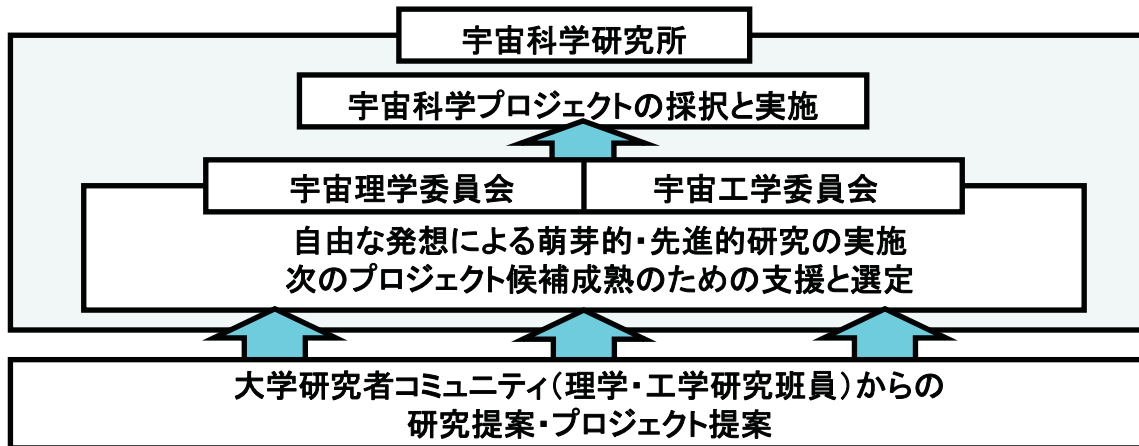 宇宙科学研究所
宇宙科学プロジェクトの採択と実施
宇宙理学委員会
宇宙工学委員会
自由な発想による萌芽的・先進的研究の実施
次のプロジェクト候補成熟のための支援と選定
大学研究者コミュニティ(理学・工学研究班員)からの
研究提案・プロジェクト提案